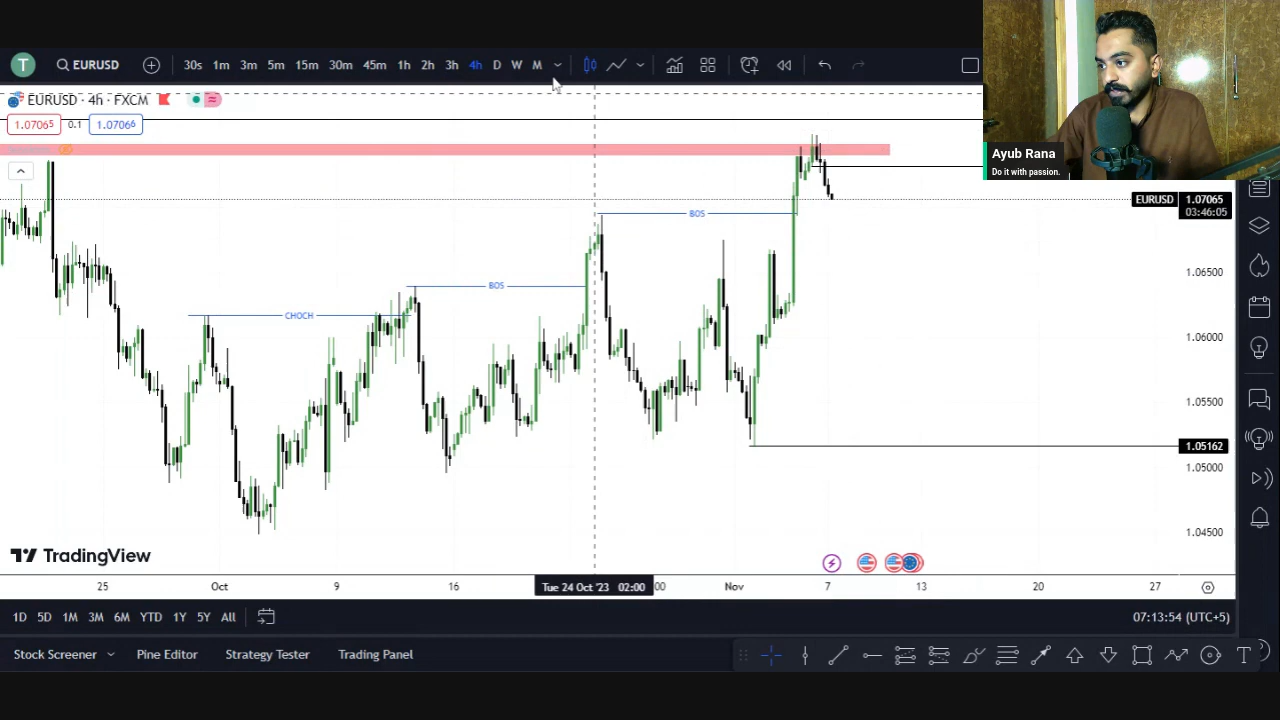 T
EURUSD
30s 1m 3m 5m 15m 30m 45m 1h 2h 3h 4h D W M
EURUSD · 4h · FXCM
1.07065 0.1 1.07066
Ayub Rana
Do it with passion.
EURUSD 1.07065
03:46:05
BOS
BOS
CHOCH
1.06500
1.06000
1.05500
1.05162
1.05000
1.04500
TradingView
25 Oct 9 16 Tue 24 Oct '23 02:00 :00 Nov 7 13 20 27
1D 5D 1M 3M 6M YTD 1Y 5Y All
07:13:54 (UTC+5)
Stock Screener Pine Editor Strategy Tester Trading Panel
T